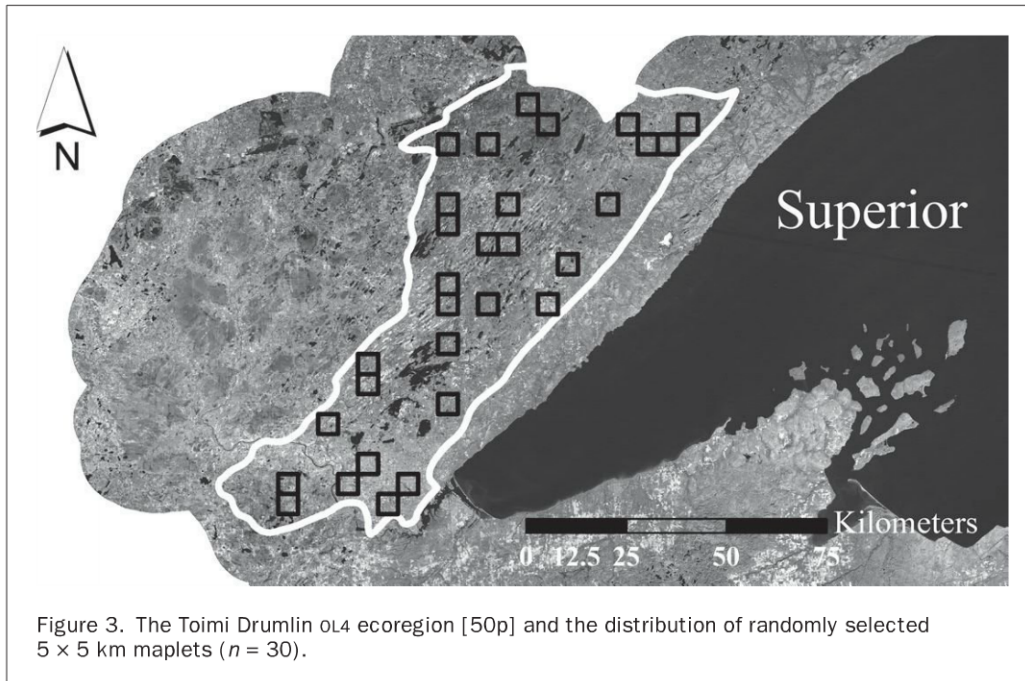 N
Superior
Kilometers
0 12.5 25 50 75
Figure 3. The Toimi Drumlin OL4 ecoregion [50p] and the distribution of randomly selected
5 × 5 km maplets (n = 30).